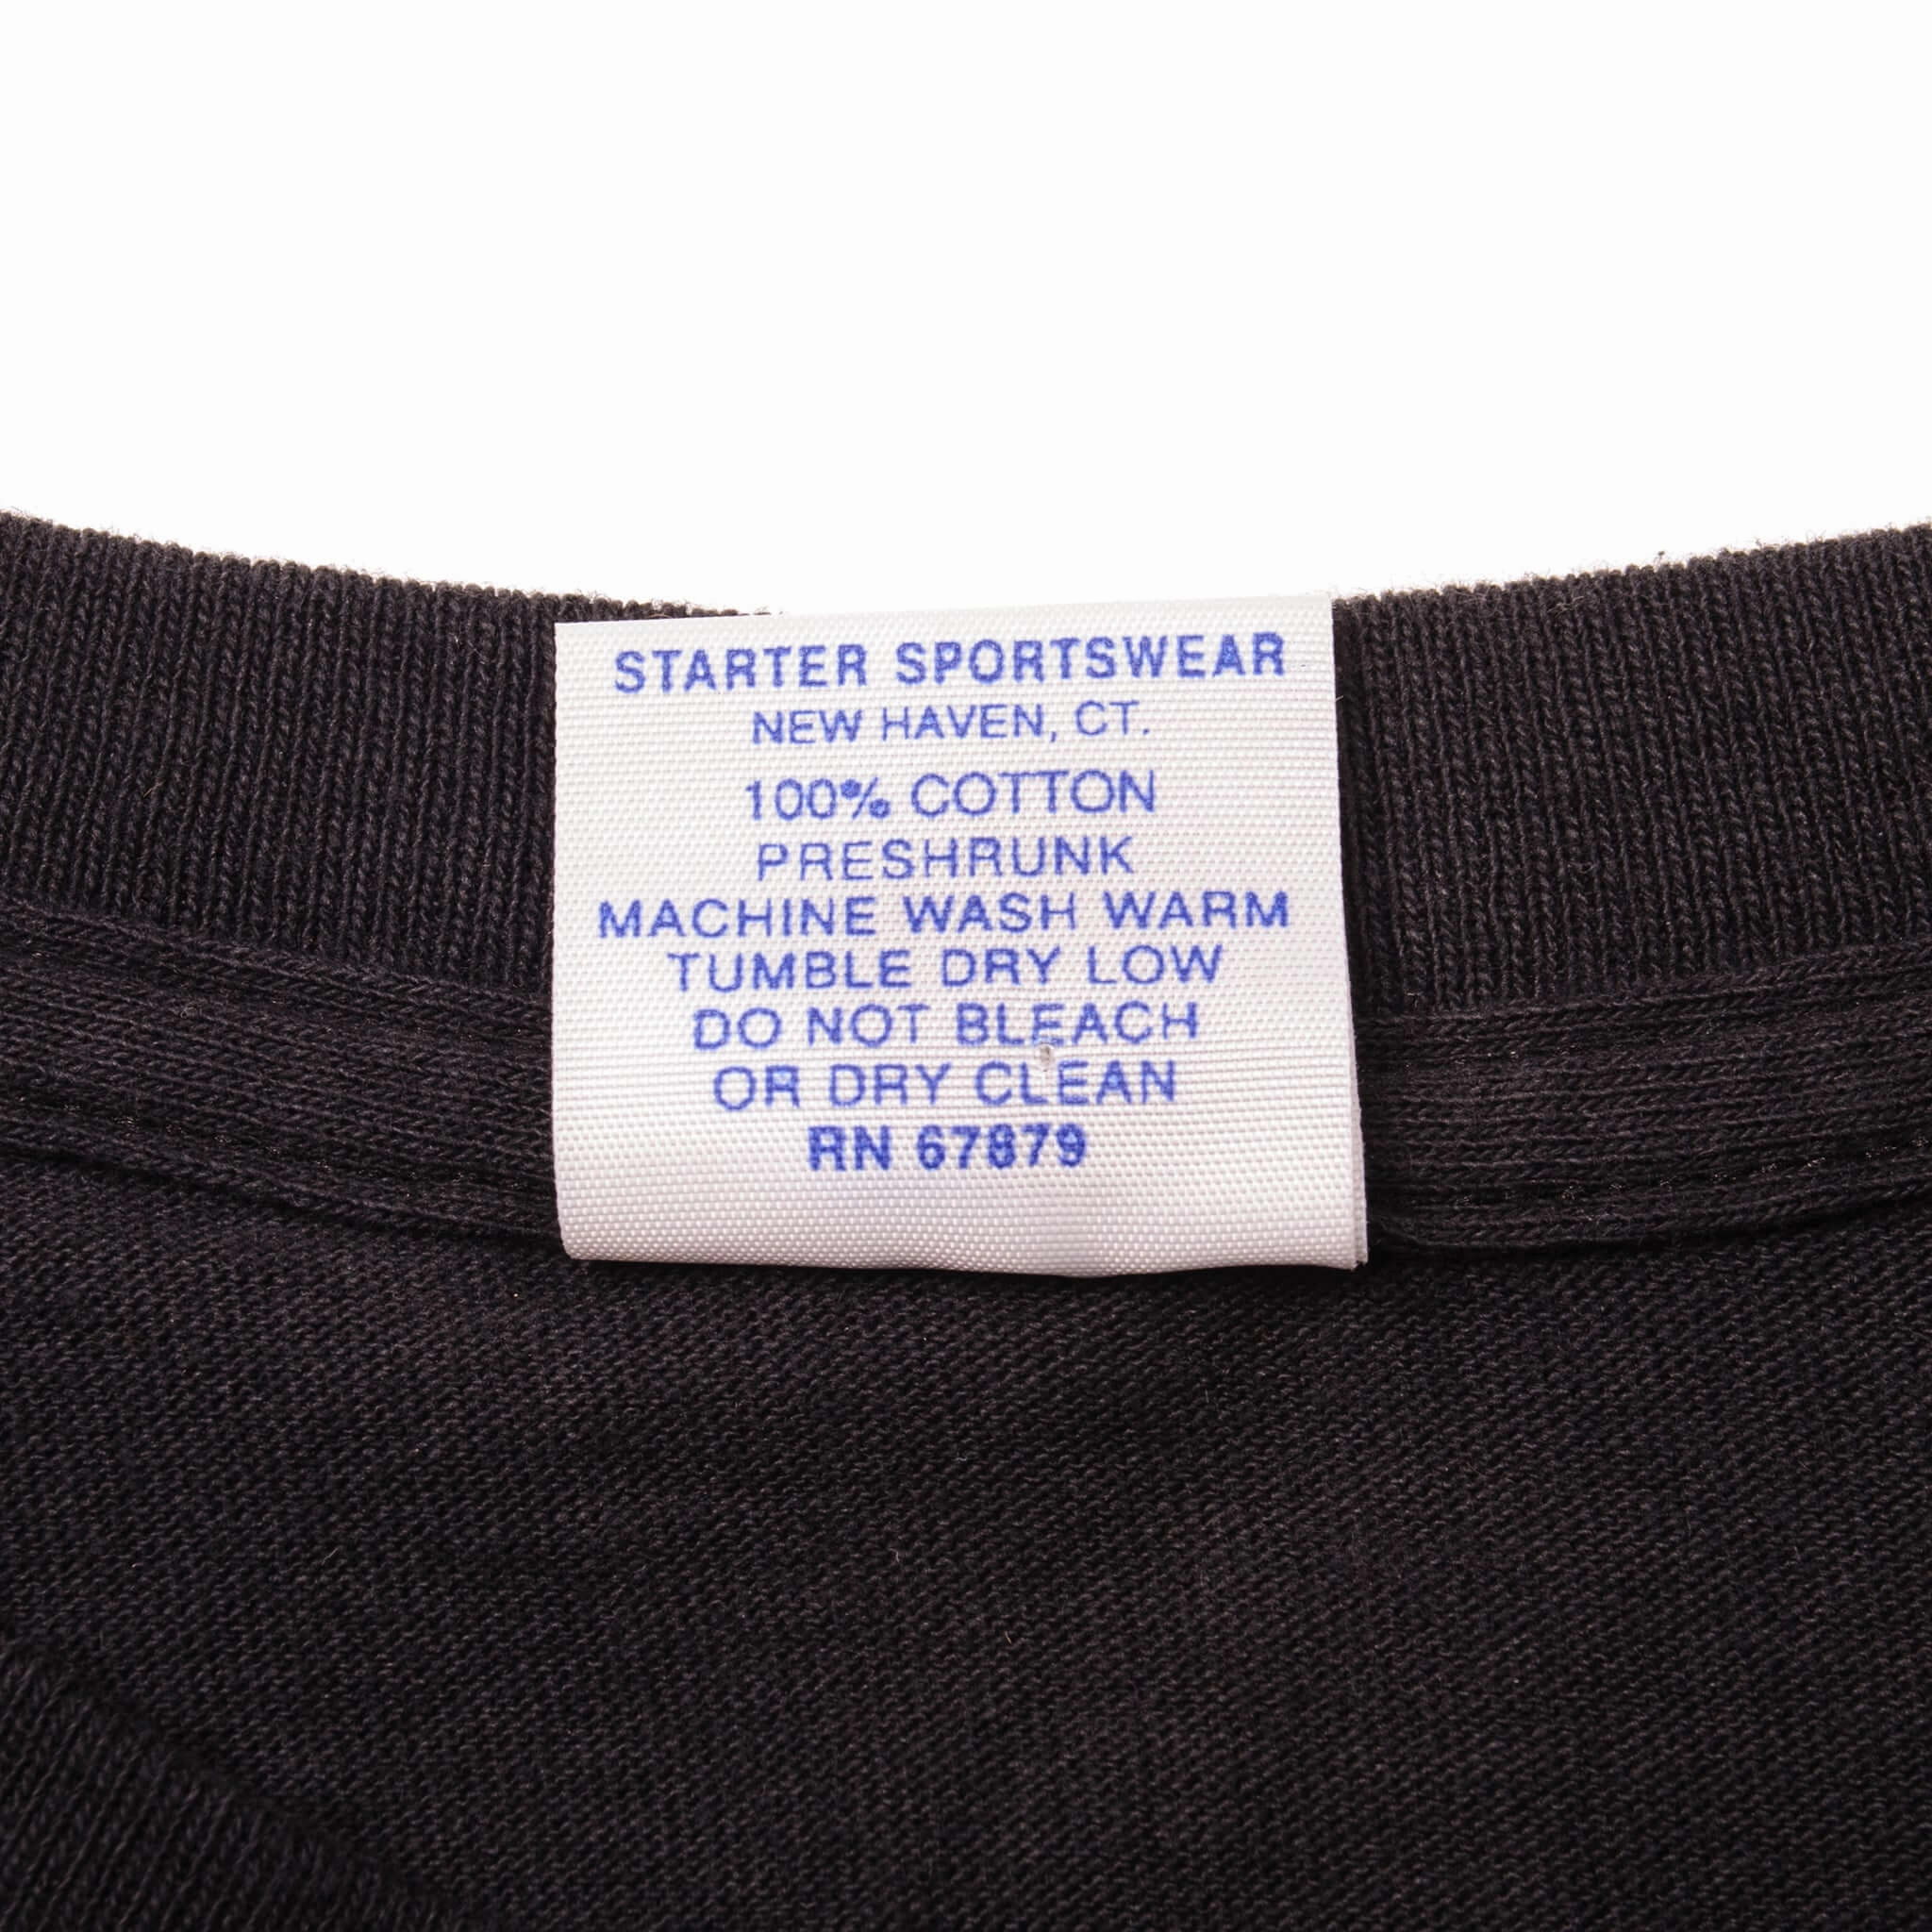 STARTER SPORTSWEAR
NEW HAVEN, CT.
100% COTTON
PRESHRUNK
MACHINE WASH WARM
TUMBLE DRY LOW
DO NOT BLEACH
OR DRY CLEAN
RN 67879